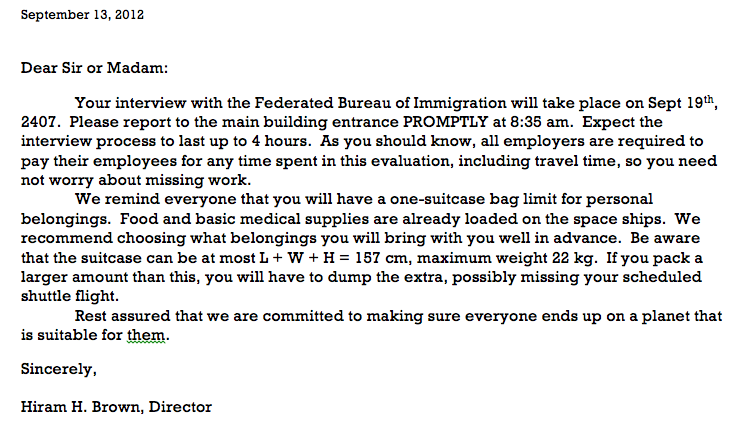 September 13, 2012
Dear Sir or Madam:
Your interview with the Federated Bureau of Immigration will take place on Sept 19th,
2407. Please report to the main building entrance PROMPTLY at 8:35 am. Expect the
interview process to last up to 4 hours. As you should know, all employers are required to
pay their employees for any time spent in this evaluation, including travel time, so you need
not worry about missing work.
We remind everyone that you will have a one-suitcase bag limit for personal
belongings. Food and basic medical supplies are already loaded on the space ships. We
recommend choosing what belongings you will bring with you well in advance. Be aware
that the suitcase can be at most L + W + H = 157 cm, maximum weight 22 kg. If you pack a
larger amount than this, you will have to dump the extra, possibly missing your scheduled
shuttle flight.
Rest assured that we are committed to making sure everyone ends up on a planet that
is suitable for them.
Sincerely,
Hiram H. Brown, Director